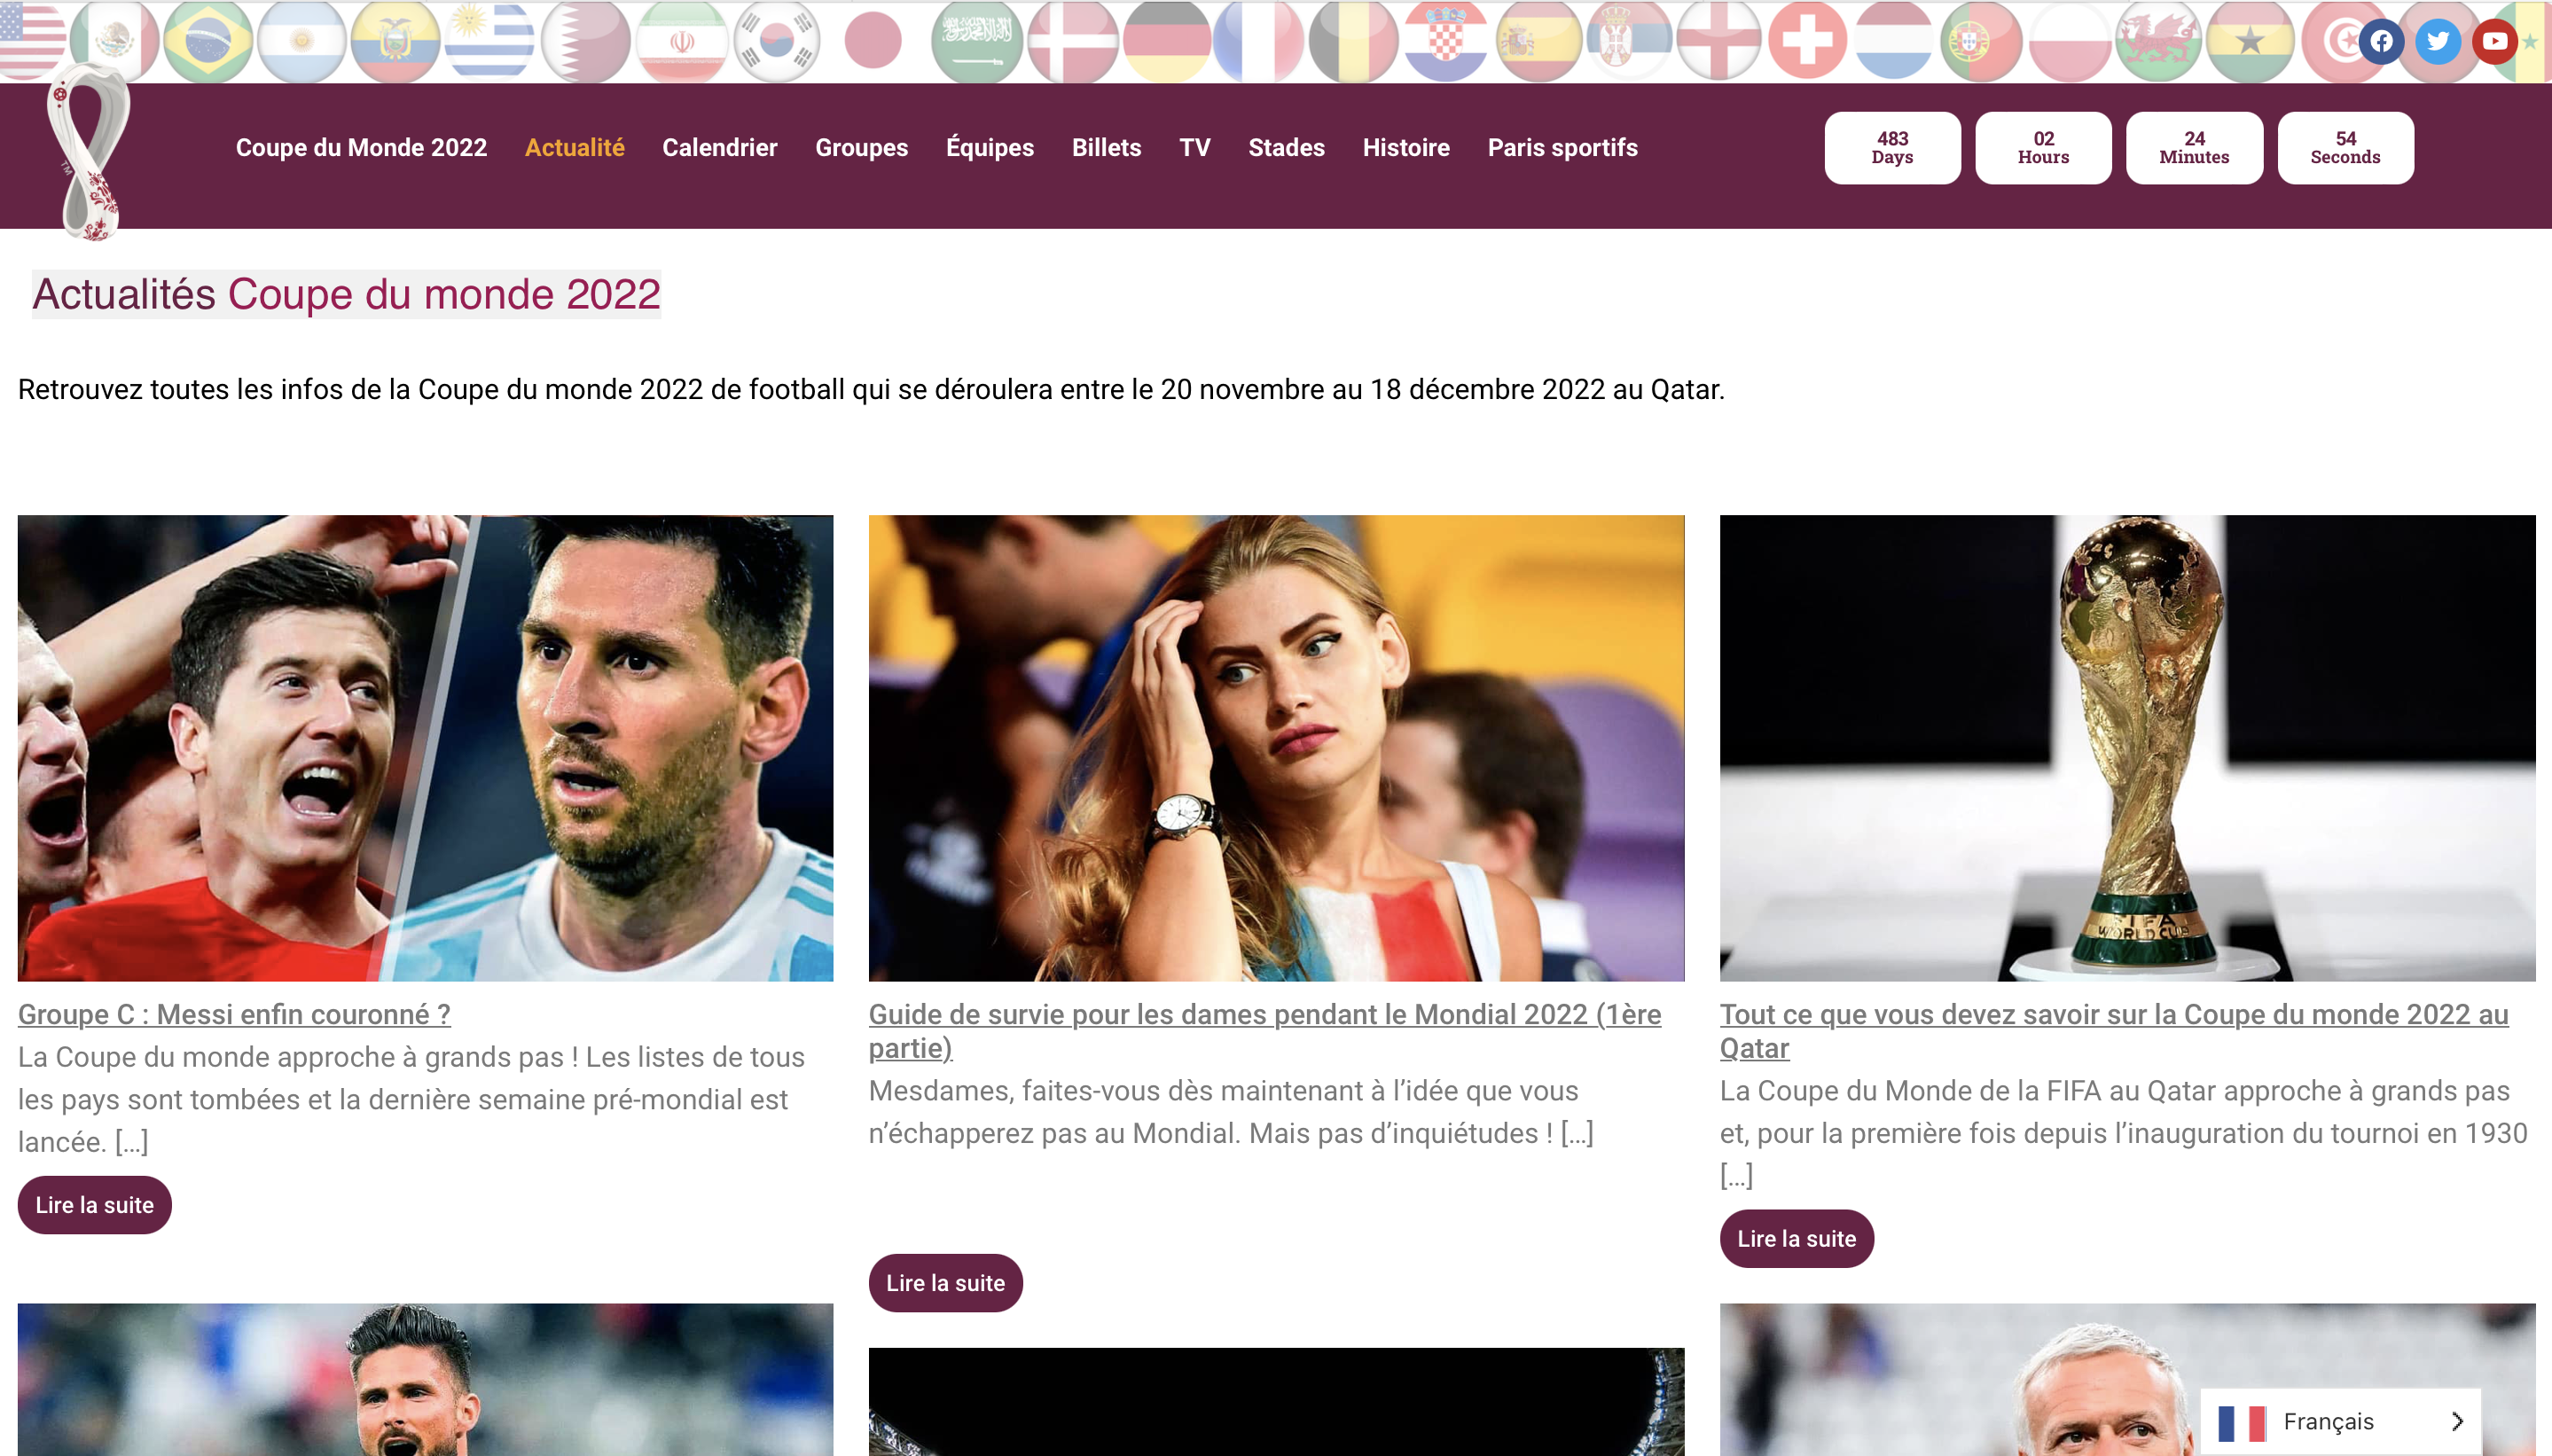 Coupe du Monde 2022 Actualité Calendrier Groupes Équipes Billets TV Stades Histoire Paris sportifs
483 02 24 54
Days Hours Minutes Seconds
TM
Actualités Coupe du monde 2022
Retrouvez toutes les infos de la Coupe du monde 2022 de football qui se déroulera entre le 20 novembre au 18 décembre 2022 au Qatar.
FIFA
WORLD CUP
Groupe C : Messi enfin couronné ?
La Coupe du monde approche à grands pas ! Les listes de tous
les pays sont tombées et la dernière semaine pré-mondial est
lancée. [...]
Lire la suite
Guide de survie pour les dames pendant le Mondial 2022 (1ère
partie)
Mesdames, faites-vous dès maintenant à l’idée que vous
n’échapperez pas au Mondial. Mais pas d’inquiétudes ! [...]
Lire la suite
Tout ce que vous devez savoir sur la Coupe du monde 2022 au
Qatar
La Coupe du Monde de la FIFA au Qatar approche à grands pas
et, pour la première fois depuis l’inauguration du tournoi en 1930
[...]
Lire la suite
Français